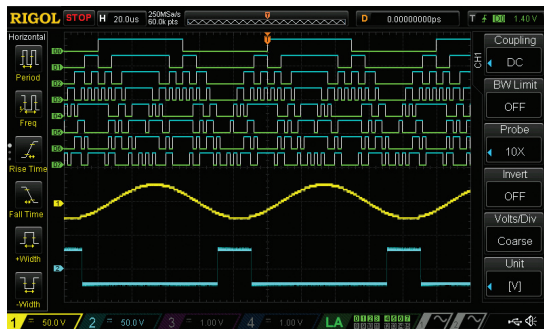 RIGOL STOP H 20.0us 250MSa/s 60.0k pts D 0.00000000ps T 1.40 V
Horizontal
Period
Freq
Rise Time
Fall Time
+Width
-Width
D0
D1
D2
D3
D4
D5
D6
D7
1
2
CH1
Coupling
DC
BW Limit
OFF
Probe
10X
Invert
OFF
Volts/Div
Coarse
Unit
[V]
1 = 50.0 V 2 = 50.0 V 3 = 1.00 V 4 = 1.00 V LA